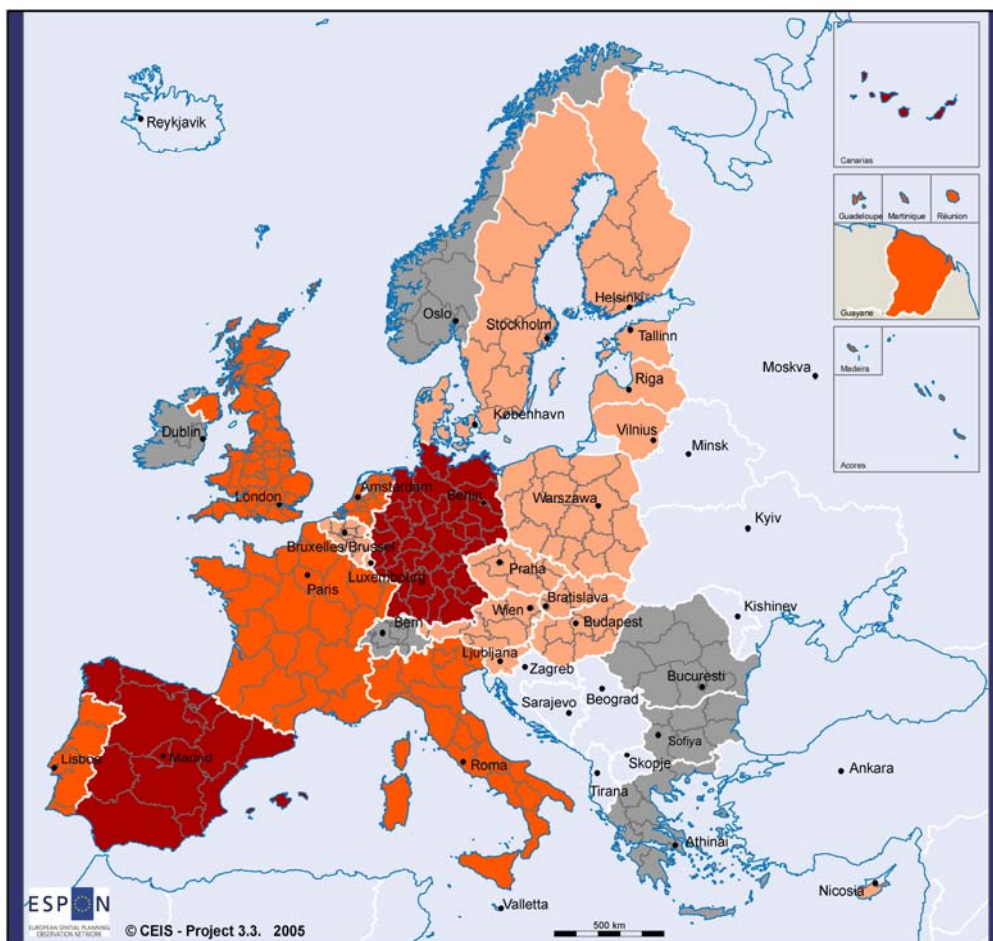 Reykjavik
Canarias
Guadeloupe
Martinique
Réunion
Guayane
Madeira
Acores
Oslo
Helsinki
Stockholm
Tallinn
Riga
Moskva
København
Vilnius
Minsk
Dublin
London
Amsterdam
Berlin
Warszawa
Kyiv
Bruxelles/Brussel
Luxembourg
Praha
Paris
Bratislava
Wien
Kishinev
Budapest
Bern
Ljubljana
Zagreb
Bucuresti
Beograd
Sarajevo
Sofiya
Skopje
Lisboa
Madrid
Roma
Tirana
Ankara
Athinai
Nicosia
Valletta
ESPON
EUROPEAN SPATIAL PLANNING
OBSERVATION NETWORK
© CEIS - Project 3.3. 2005
500 km